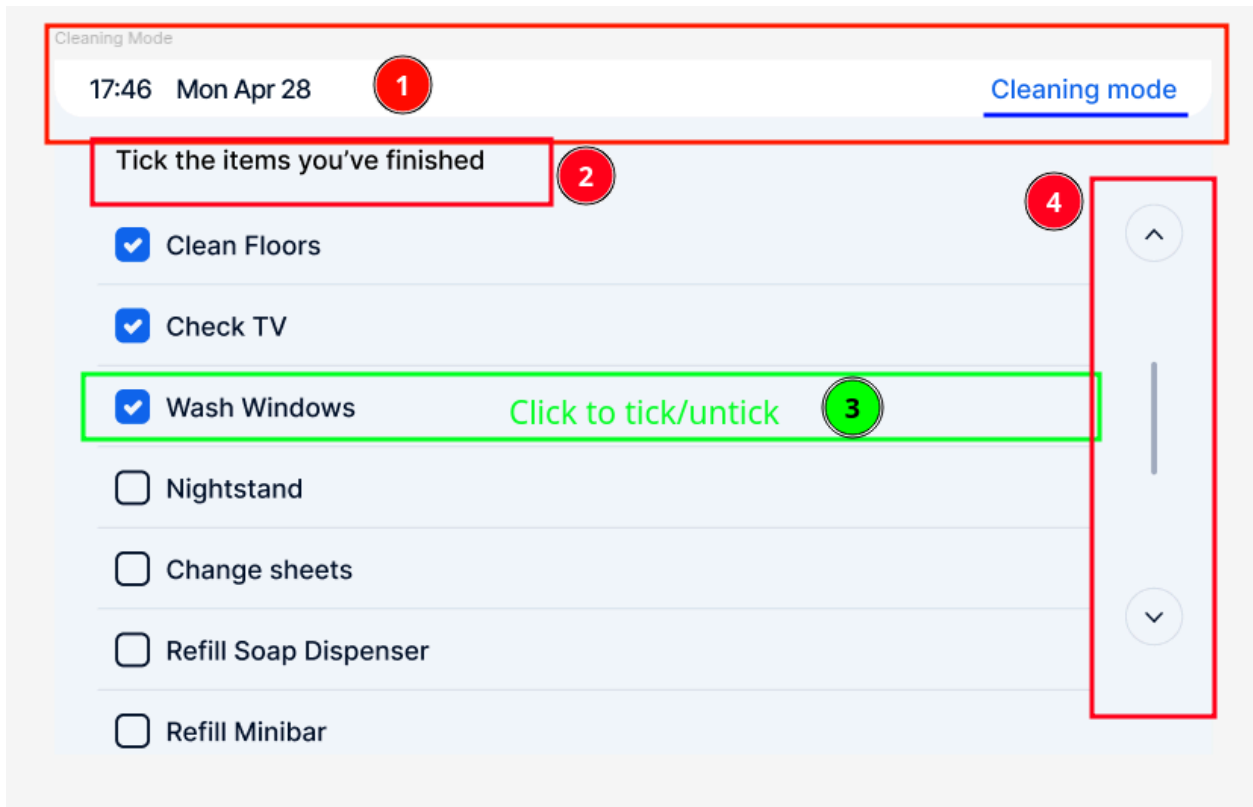 Cleaning Mode
17:46 Mon Apr 28 1 Cleaning mode
Tick the items you’ve finished 2
4
Clean Floors
Check TV
Wash Windows Click to tick/untick 3
Nightstand
Change sheets
Refill Soap Dispenser
Refill Minibar